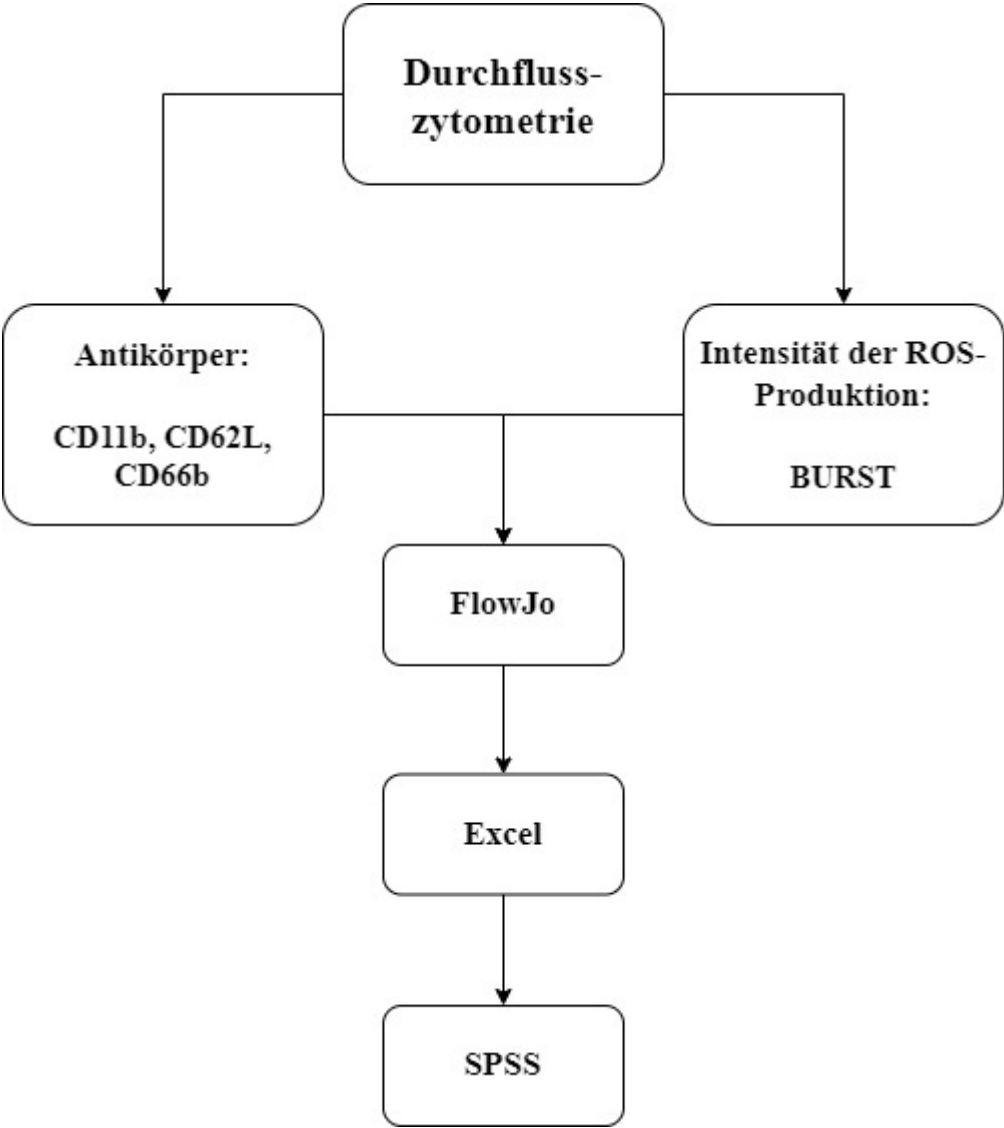 Durchfluss-
zytometrie
Antikörper:
CD11b, CD62L,
CD66b
Intensität der ROS-
Produktion:
BURST
FlowJo
Excel
SPSS